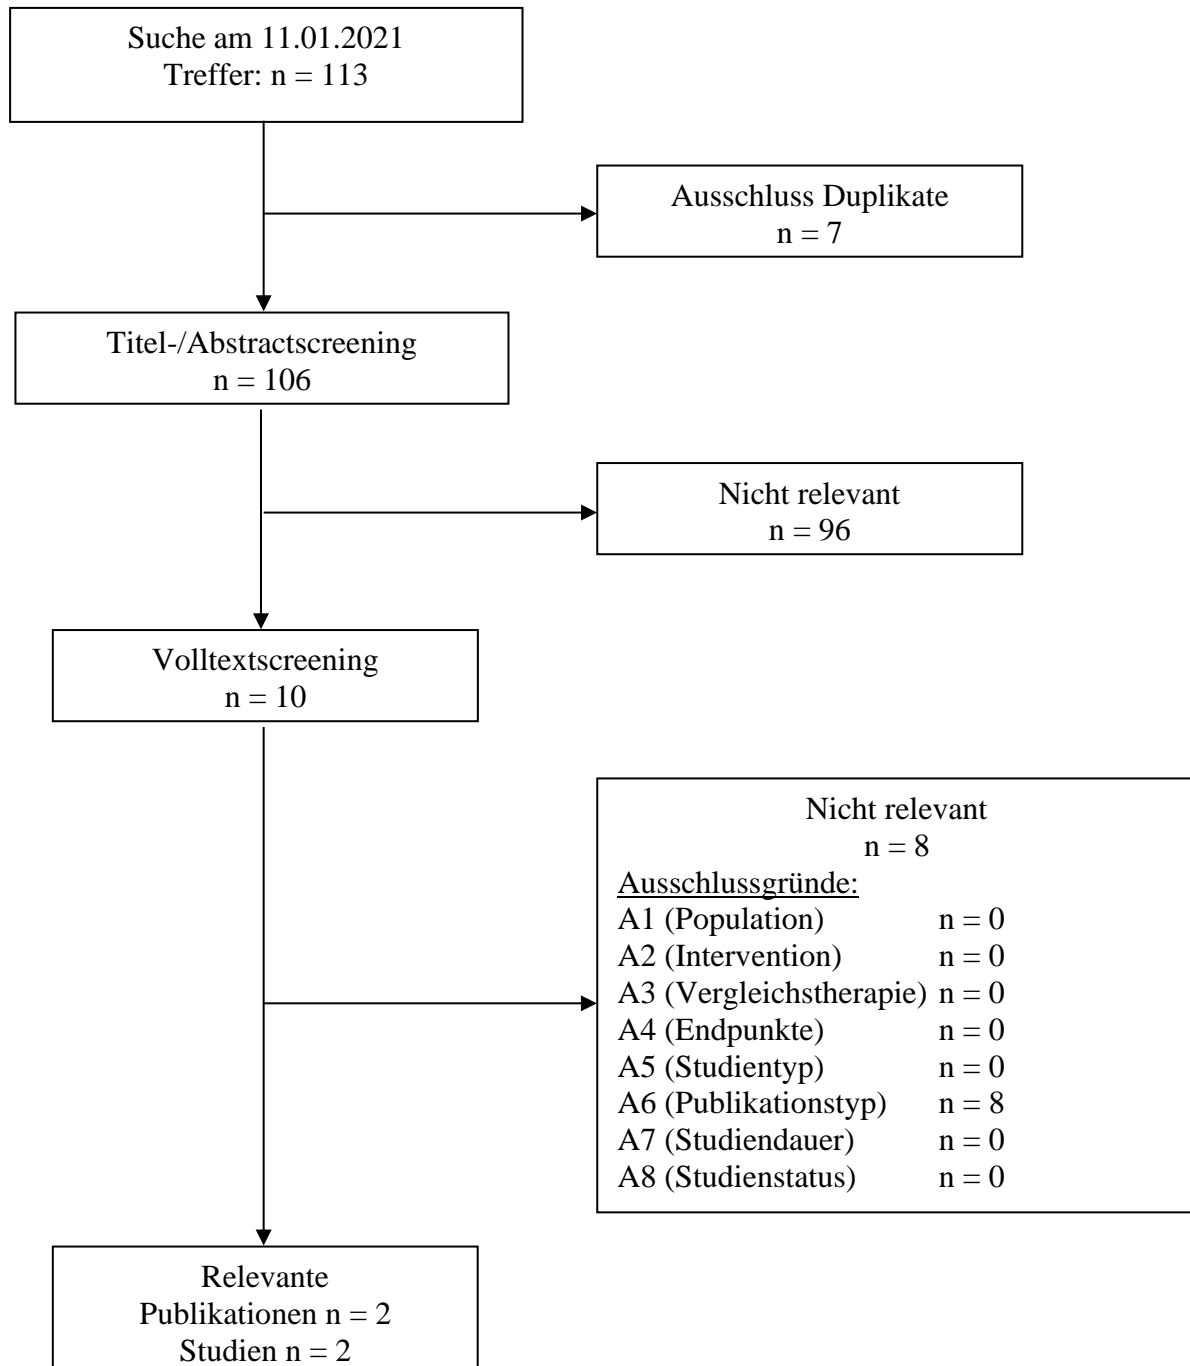 Suche am 11.01.2021
Treffer: n = 113
Ausschluss Duplikate
n = 7
Titel-/Abstractscreening
n = 106
Nicht relevant
n = 96
Volltextscreening
n = 10
Nicht relevant
n = 8
Ausschlussgründe:
A1 (Population) n = 0
A2 (Intervention) n = 0
A3 (Vergleichstherapie) n = 0
A4 (Endpunkte) n = 0
A5 (Studientyp) n = 0
A6 (Publikationstyp) n = 8
A7 (Studiendauer) n = 0
A8 (Studienstatus) n = 0
Relevante
Publikationen n = 2
Studien n = 2